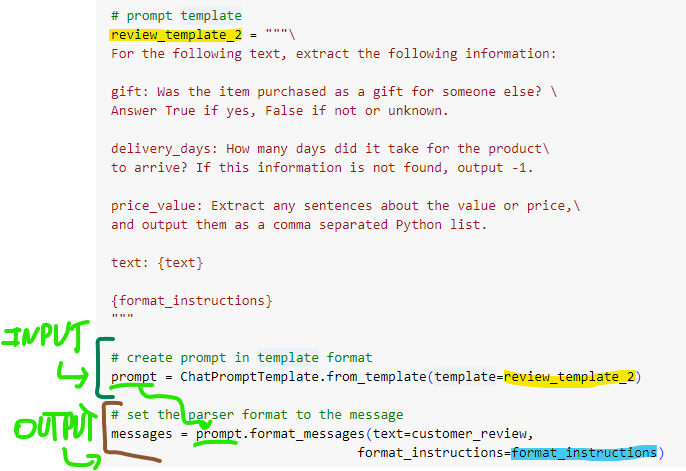 # prompt template
review_template_2 = """\
For the following text, extract the following information:
gift: Was the item purchased as a gift for someone else? \
Answer True if yes, False if not or unknown.
delivery_days: How many days did it take for the product\
to arrive? If this information is not found, output -1.
price_value: Extract any sentences about the value or price,\
and output them as a comma separated Python list.
text: {text}
{format_instructions}
"""
INPUT
# create prompt in template format
prompt = ChatPromptTemplate.from_template(template=review_template_2)
OUTPUT
# set the parser format to the message
messages = prompt.format_messages(text=customer_review,
format_instructions=format_instructions)